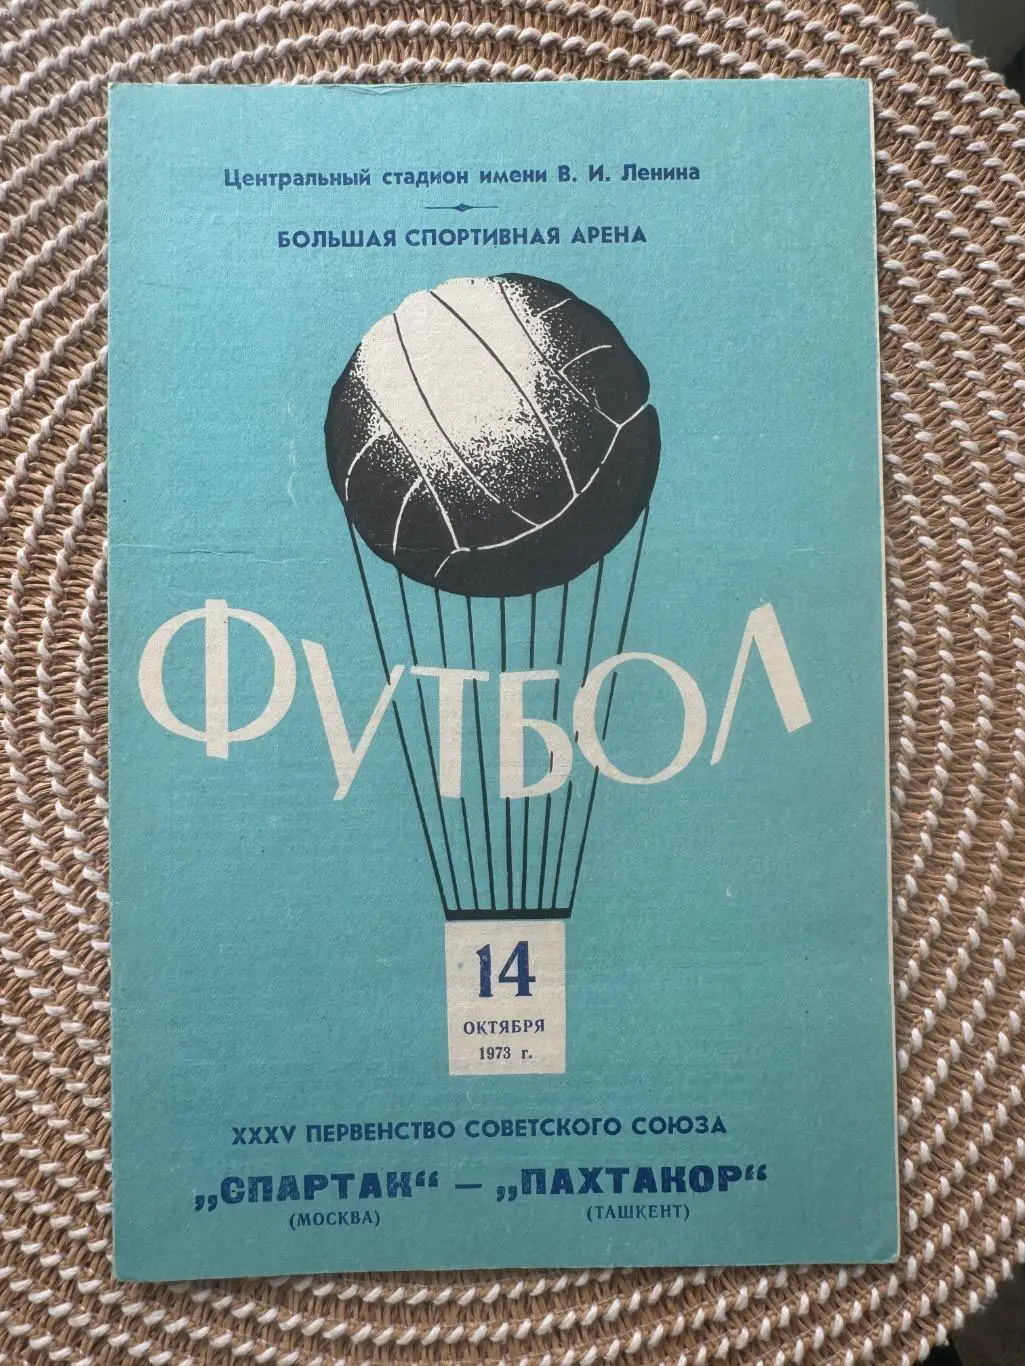 Центральный стадион имени В. И. Ленина
БОЛЬШАЯ СПОРТИВНАЯ АРЕНА
ФУТБОЛ
14
ОКТЯБРЯ
1973 г.
XXXV ПЕРВЕНСТВО СОВЕТСКОГО СОЮЗА
„СПАРТАК“ — „ПАХТАКОР“
(МОСКВА) (ТАШКЕНТ)